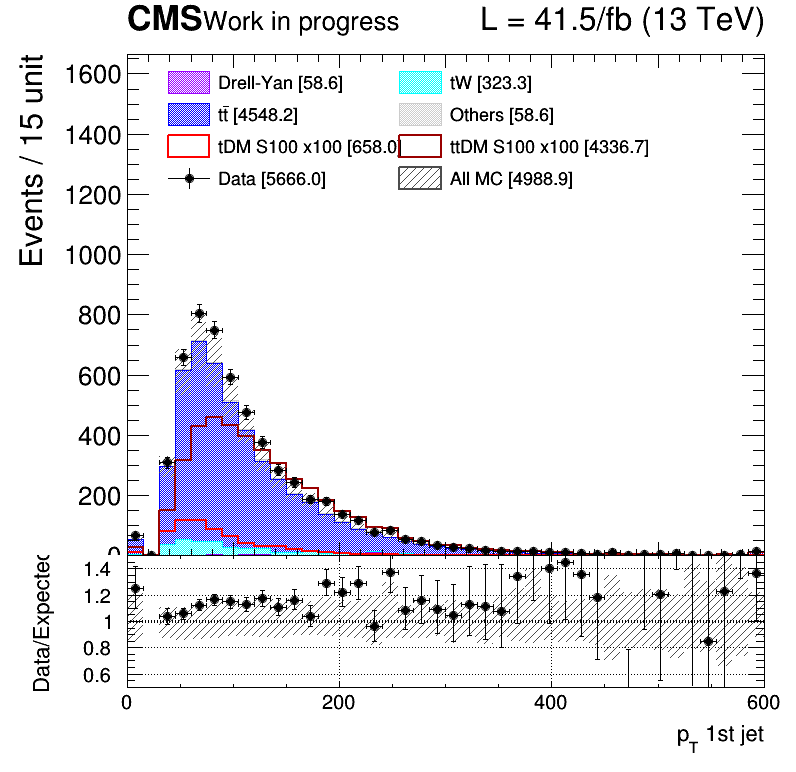 CMS Work in progress L = 41.5/fb (13 TeV)
Events / 15 unit
1600
1400
1200
1000
800
600
400
200
0
Drell-Yan [58.6] tW [323.3]
tt̄ [4548.2] Others [58.6]
tDM S100 x100 [658.0] ttDM S100 x100 [4336.7]
Data [5666.0] All MC [4988.9]
Data/Expected
1.4
1.2
1
0.8
0.6
0 200 400 600
pT 1st jet